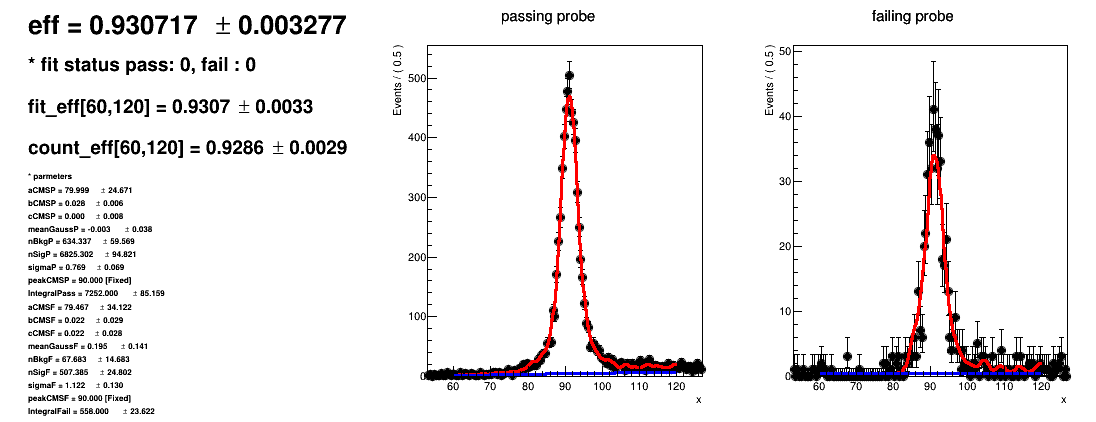 eff = 0.930717 ± 0.003277
* fit status pass: 0, fail : 0
fit_eff[60,120] = 0.9307 ± 0.0033
count_eff[60,120] = 0.9286 ± 0.0029
* parmeters
aCMSP = 79.999 ± 24.671
bCMSP = 0.028 ± 0.006
cCMSP = 0.000 ± 0.008
meanGaussP = -0.003 ± 0.038
nBkgP = 634.337 ± 59.569
nSigP = 6825.302 ± 94.821
sigmaP = 0.769 ± 0.069
peakCMSP = 90.000 [Fixed]
IntegralPass = 7252.000 ± 85.159
aCMSF = 79.467 ± 34.122
bCMSF = 0.022 ± 0.029
cCMSF = 0.022 ± 0.028
meanGaussF = 0.195 ± 0.141
nBkgF = 67.683 ± 14.683
nSigF = 507.385 ± 24.802
sigmaF = 1.122 ± 0.130
peakCMSF = 90.000 [Fixed]
IntegralFail = 558.000 ± 23.622
passing probe
Events / ( 0.5 )
500
400
300
200
100
0
60 70 80 90 100 110 120
x
failing probe
Events / ( 0.5 )
50
40
30
20
10
0
60 70 80 90 100 110 120
x